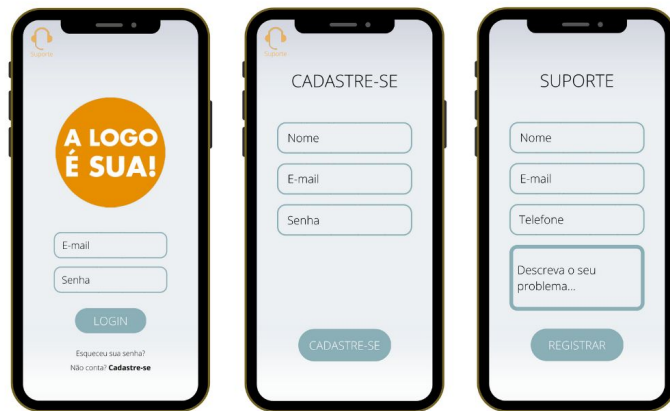 Suporte
A LOGO
É SUA!
E-mail
Senha
LOGIN
Esqueceu sua senha?
Não conta? Cadastre-se
Suporte
CADASTRE-SE
Nome
E-mail
Senha
CADASTRE-SE
SUPORTE
Nome
E-mail
Telefone
Descreva o seu
problema...
REGISTRAR